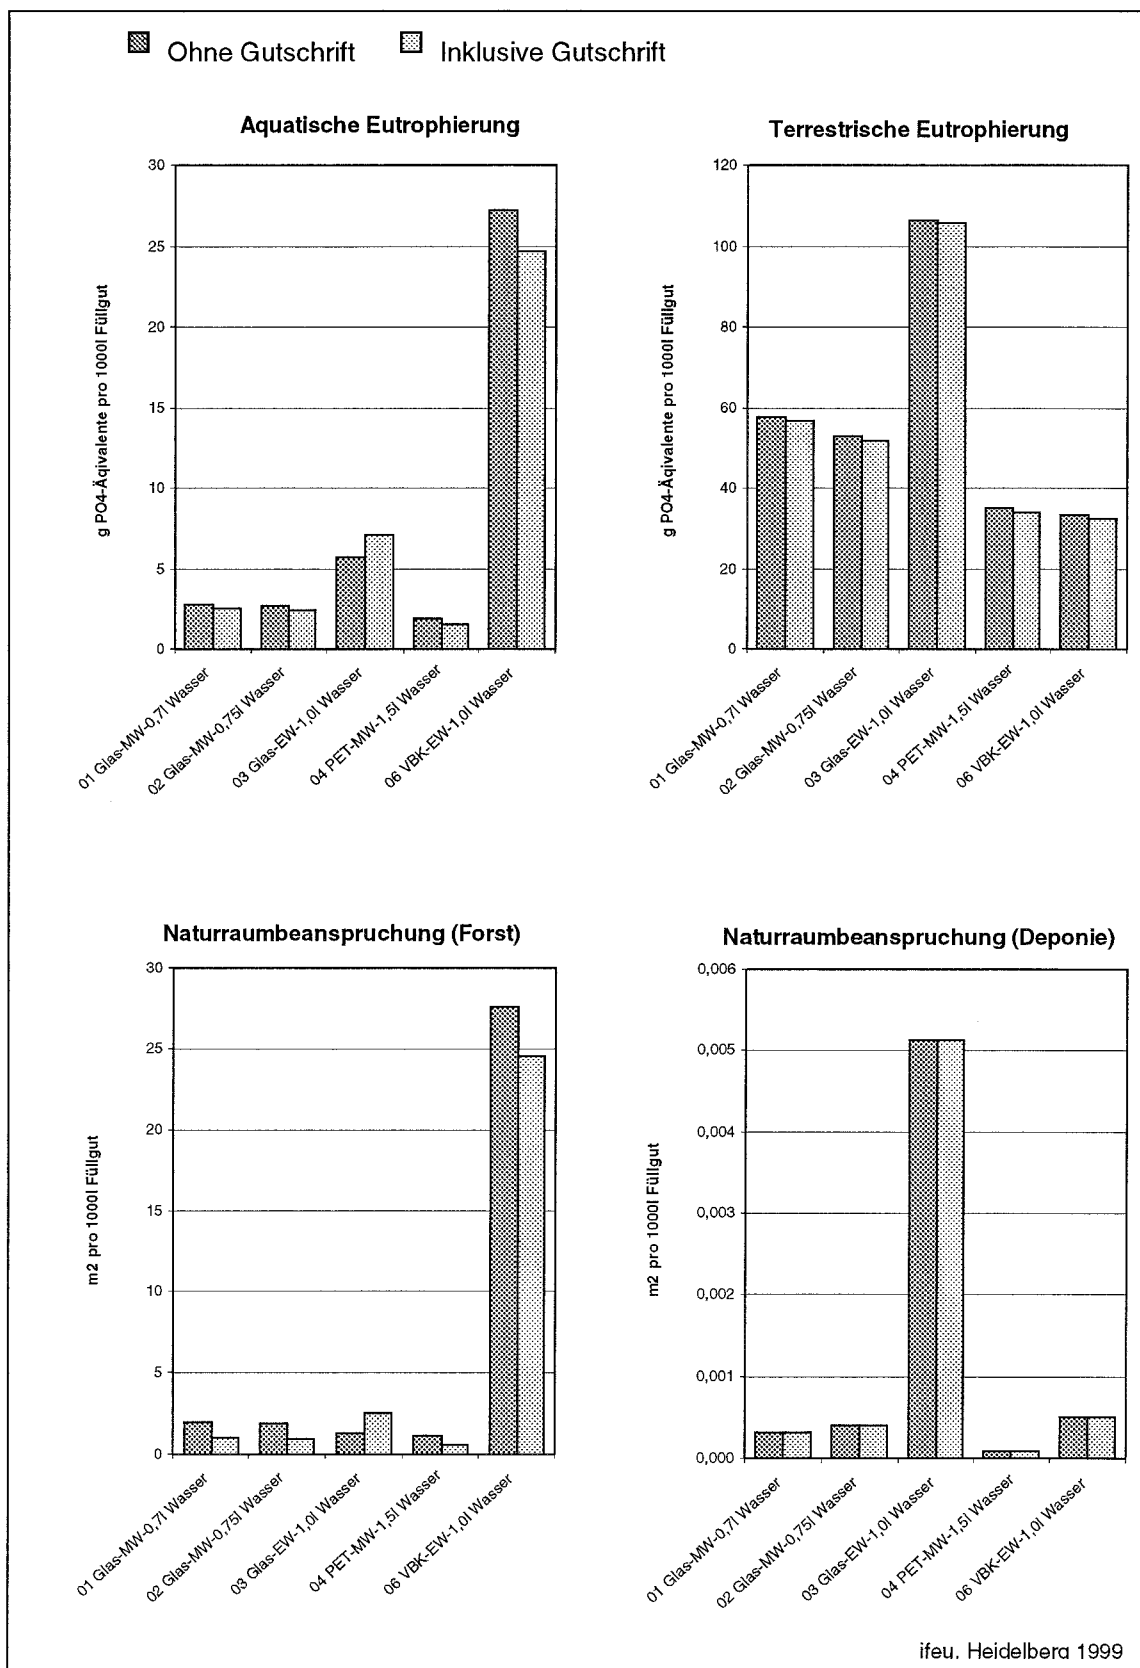 Ohne Gutschrift Inklusive Gutschrift
Aquatische Eutrophierung
g PO4-Äqivalente pro 1000l Füllgut
30
25
20
15
10
5
0
01 Glas-MW-0,7l Wasser
02 Glas-MW-0,75l Wasser
03 Glas-EW-1,0l Wasser
04 PET-MW-1,5l Wasser
06 VBK-EW-1,0l Wasser
Terrestrische Eutrophierung
g PO4-Äqivalente pro 1000l Füllgut
120
100
80
60
40
20
0
01 Glas-MW-0,7l Wasser
02 Glas-MW-0,75l Wasser
03 Glas-EW-1,0l Wasser
04 PET-MW-1,5l Wasser
06 VBK-EW-1,0l Wasser
Naturraumbeanspruchung (Forst)
m2 pro 1000l Füllgut
30
25
20
15
10
5
0
01 Glas-MW-0,7l Wasser
02 Glas-MW-0,75l Wasser
03 Glas-EW-1,0l Wasser
04 PET-MW-1,5l Wasser
06 VBK-EW-1,0l Wasser
Naturraumbeanspruchung (Deponie)
m2 pro 1000l Füllgut
0,006
0,005
0,004
0,003
0,002
0,001
0,000
01 Glas-MW-0,7l Wasser
02 Glas-MW-0,75l Wasser
03 Glas-EW-1,0l Wasser
04 PET-MW-1,5l Wasser
06 VBK-EW-1,0l Wasser
ifeu. Heidelberg 1999